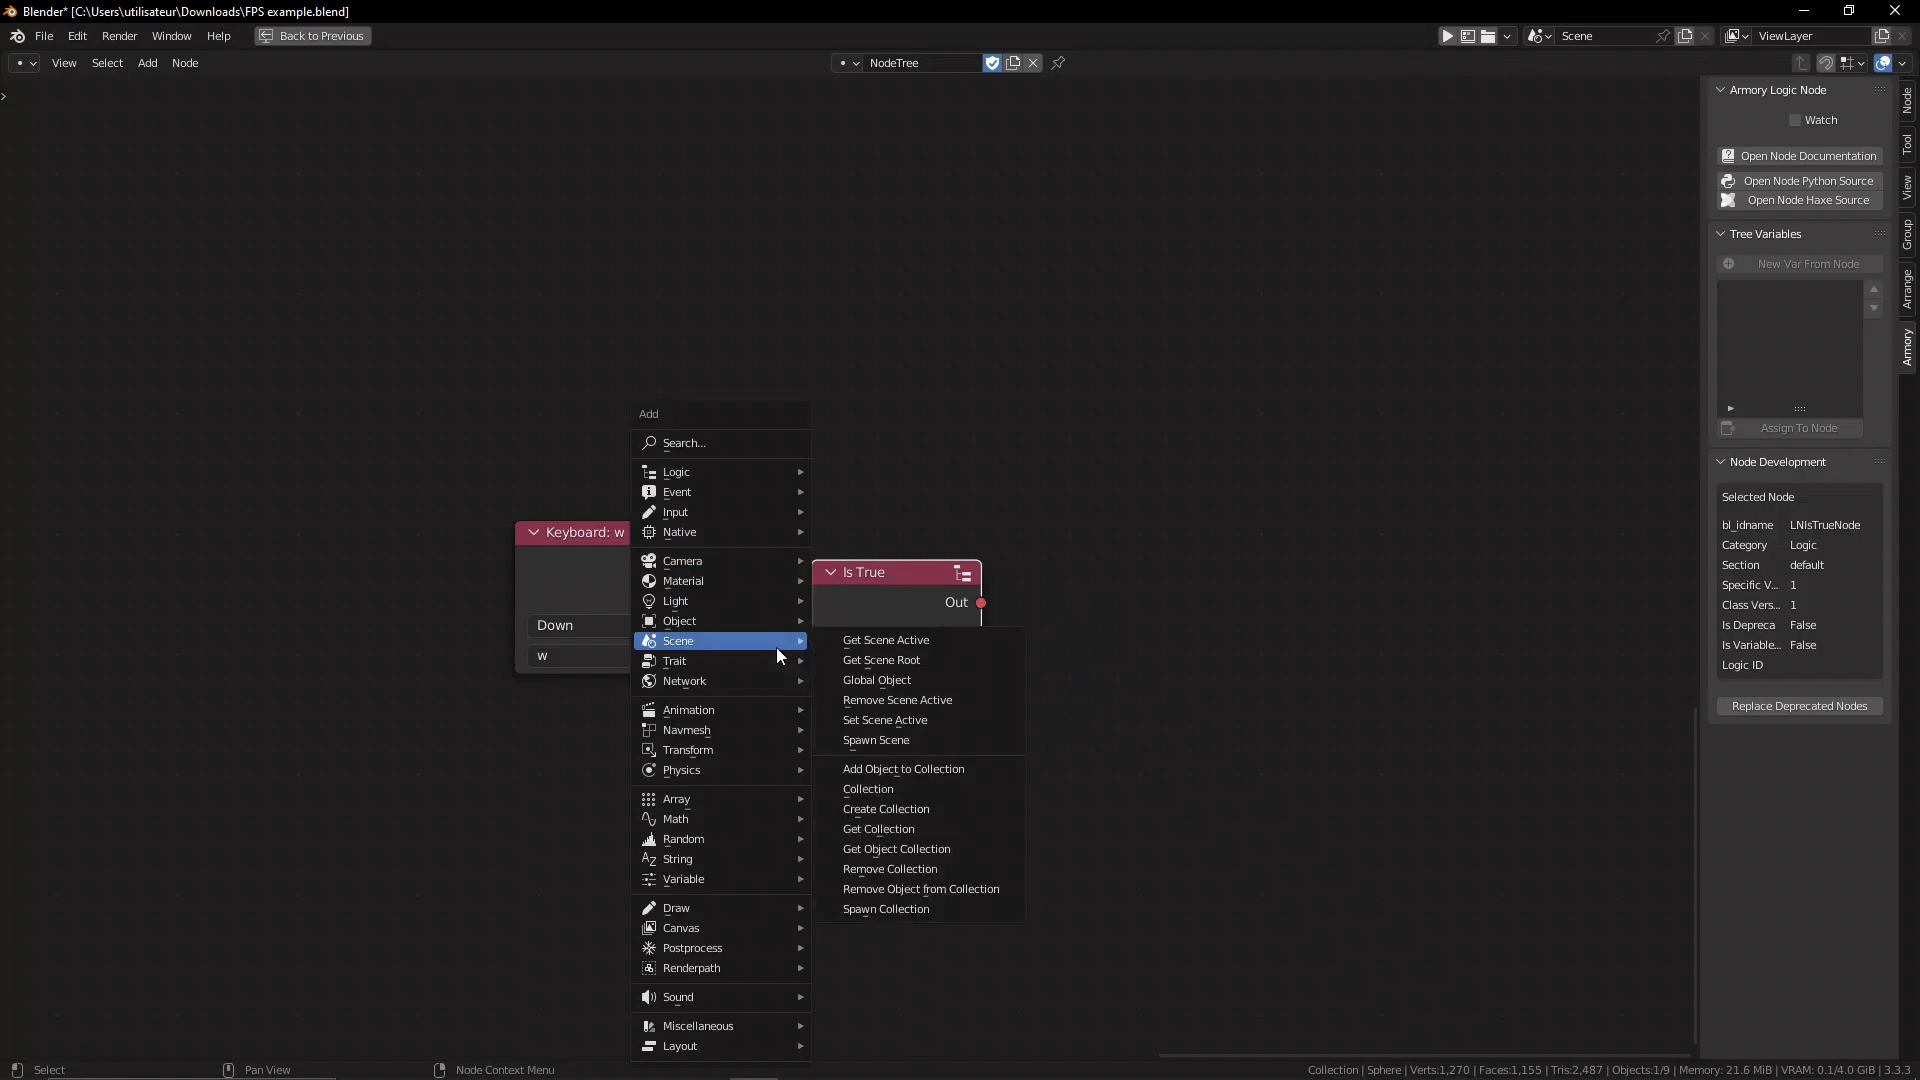 Blender* [C:\Users\utilisateur\Downloads\FPS example.blend]
File Edit Render Window Help Back to Previous Scene ViewLayer
View Select Add Node NodeTree
Armory Logic Node
Watch
Open Node Documentation
Open Node Python Source
Open Node Haxe Source
Tree Variables
New Var From Node
Assign To Node
Node Development
Selected Node
bl_idname LNIsTrueNode
Category Logic
Section default
Specific V... 1
Class Vers... 1
Is Depreca False
Is Variable... False
Logic ID
Replace Deprecated Nodes
Node
Tool
View
Group
Arrange
Armory
Keyboard: w
Down
w
Is True
Out
Add
Search...
Logic
Event
Input
Native
Camera
Material
Light
Object
Scene
Trait
Network
Animation
Navmesh
Transform
Physics
Array
Math
Random
String
Variable
Draw
Canvas
Postprocess
Renderpath
Sound
Miscellaneous
Layout
Get Scene Active
Get Scene Root
Global Object
Remove Scene Active
Set Scene Active
Spawn Scene
Add Object to Collection
Collection
Create Collection
Get Collection
Get Object Collection
Remove Collection
Remove Object from Collection
Spawn Collection
Select Pan View Node Context Menu
Collection | Sphere | Verts:1,270 | Faces:1,155 | Tris:2,487 | Objects:1/9 | Memory: 21.6 MiB | VRAM: 0.1/4.0 GiB | 3.3.3